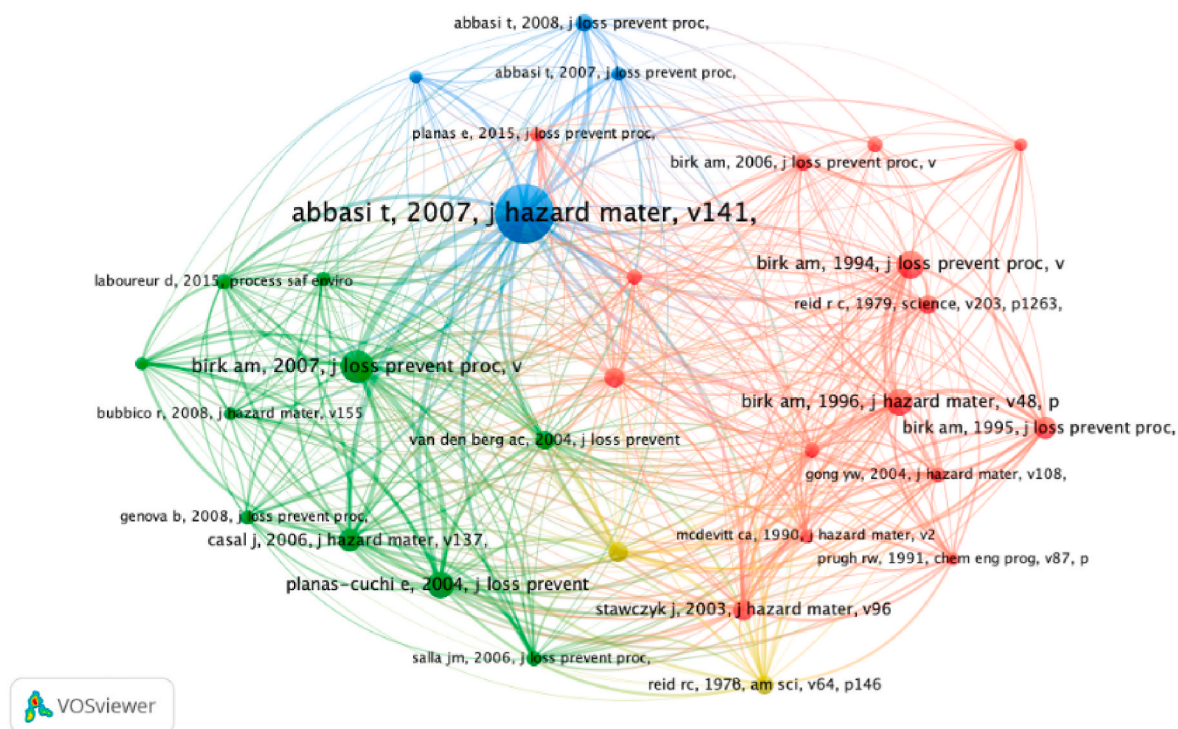 abbasi t, 2008, j loss prevent proc,
abbasi t, 2007, j loss prevent proc,
planas e, 2015, j loss prevent proc,
birk am, 2006, j loss prevent proc, v
abbasi t, 2007, j hazard mater, v141,
birk am, 1994, j loss prevent proc, v
laboureur d, 2015, process saf enviro
reid r c, 1979, science, v203, p1263,
birk am, 2007, j loss prevent proc, v
birk am, 1996, j hazard mater, v48, p
bubbico r, 2008, j hazard mater, v155
birk am, 1995, j loss prevent proc,
van den berg ac, 2004, j loss prevent
gong yw, 2004, j hazard mater, v108,
genova b, 2008, j loss prevent proc,
casal j, 2006, j hazard mater, v137,
mcdevitt ca, 1990, j hazard mater, v2
prugh rw, 1991, chem eng prog, v87, p
planas-cuchi e, 2004, j loss prevent
stawczyk j, 2003, j hazard mater, v96
salla jm, 2006, j loss prevent proc,
reid rc, 1978, am sci, v64, p146
VOSviewer